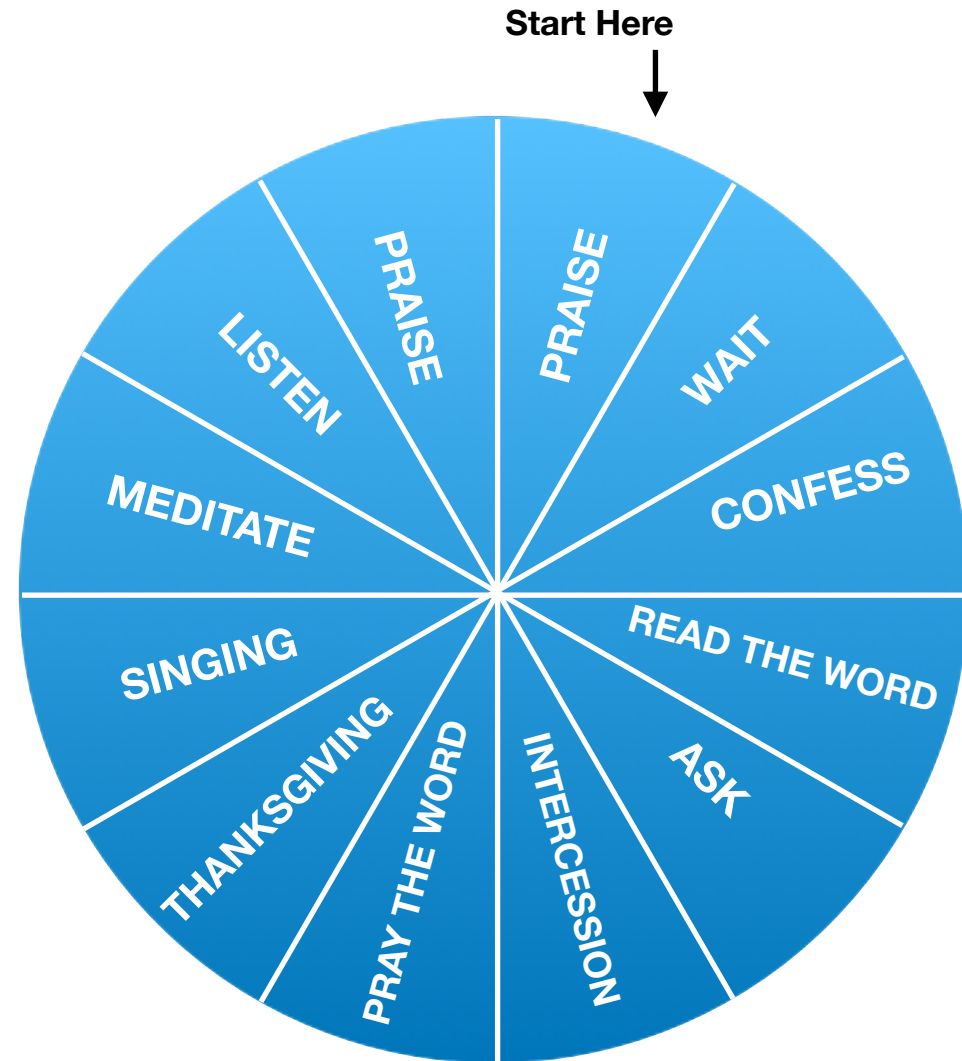 Start Here
PRAISE
WAIT
CONFESS
READ THE WORD
ASK
INTERCESSION
PRAY THE WORD
THANKSGIVING
SINGING
MEDITATE
LISTEN
PRAISE